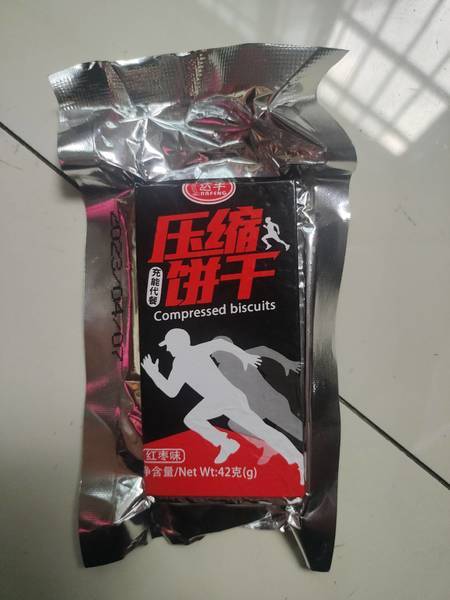 压缩
饼干
充能代餐
Compressed biscuits
红枣味
净含量/Net Wt:42克(g)
2023/04/07